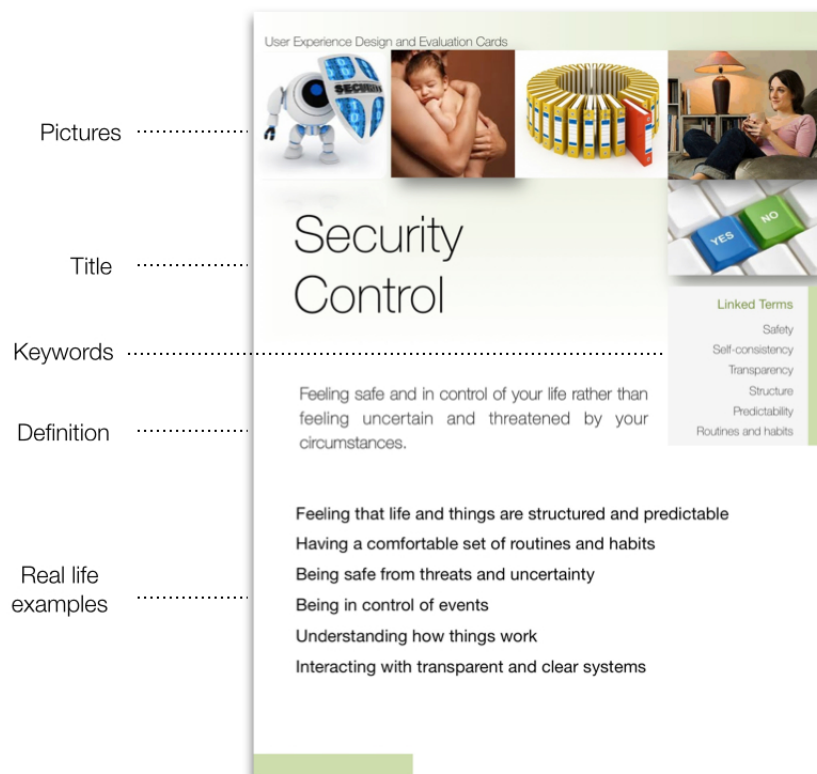 User Experience Design and Evaluation Cards
SECURITY
Pictures
YES
NO
Title
Security
Control
Linked Terms
Safety
Keywords
Self-consistency
Transparency
Structure
Predictability
Routines and habits
Feeling safe and in control of your life rather than
feeling uncertain and threatened by your
circumstances.
Definition
Feeling that life and things are structured and predictable
Having a comfortable set of routines and habits
Being safe from threats and uncertainty
Being in control of events
Understanding how things work
Interacting with transparent and clear systems
Real life
examples